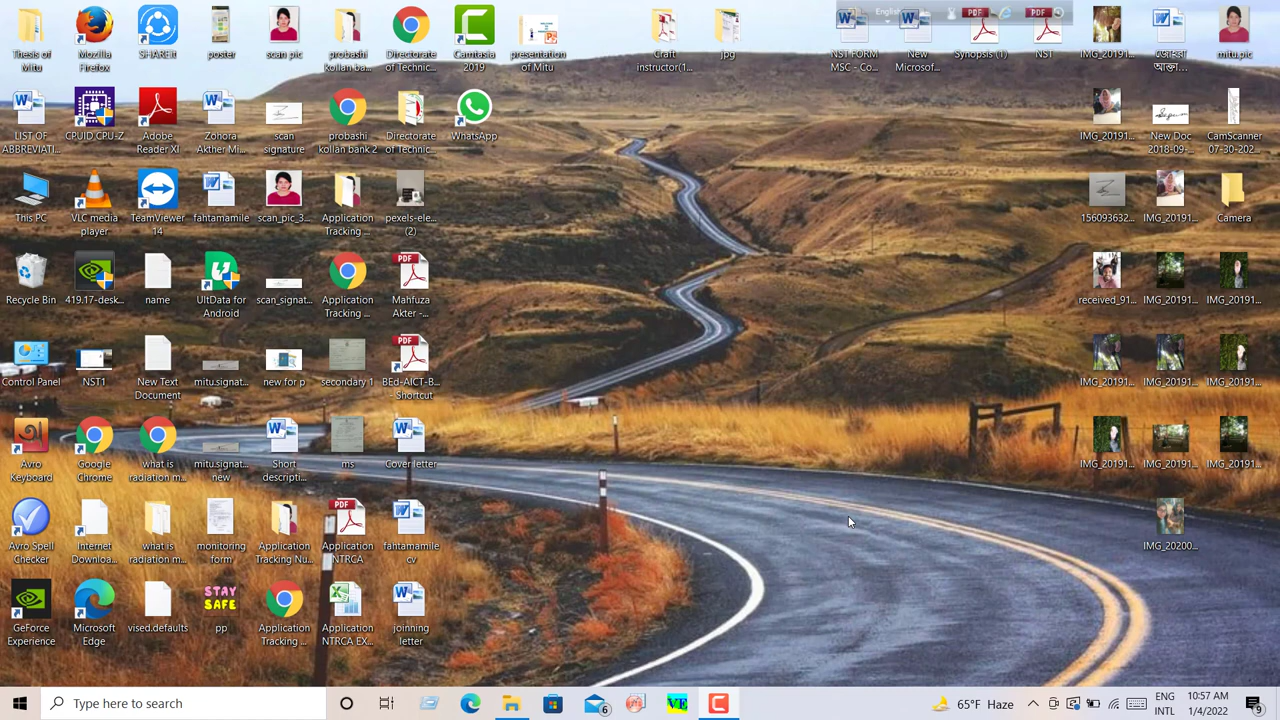 Thesis of
Mitu
Mozilla
Firefox
SHAREit
poster
scan pic
probashi
kollan ba...
Directorate
of Technic...
Camtasia
2019
presentation
of Mitu
Craft
instructor(1...
jpg
English
NST FORM
MSC - Co...
New
Microsof...
Synopsis (1)
NST
IMG_20191...
mitu.pic
LIST OF
ABBREVIATI...
CPUID CPU-Z
Adobe
Reader XI
Zohora
Akther Mi...
scan
signature
probashi
kollan bank 2
Directorate
of Technic...
WhatsApp
IMG_20191...
New Doc
2018-09-...
CamScanner
07-30-202...
This PC
VLC media
player
TeamViewer
14
fahtamamile
scan_pic_3...
Application
Tracking ...
pexels-ele...
(2)
156093632...
IMG_20191...
Camera
Recycle Bin
419.17-desk...
name
UltData for
Android
scan_signat...
Application
Tracking ...
Mahfuza
Akter -...
received_91...
IMG_20191...
IMG_20191...
Control Panel
NST1
New Text
Document
mitu.signat...
new for p
secondary 1
BEd-AICT-B...
- Shortcut
IMG_20191...
IMG_20191...
IMG_20191...
Avro
Keyboard
Google
Chrome
what is
radiation m...
mitu.signat...
new
Short
descripti...
ms
Cover letter
IMG_20191...
IMG_20191...
IMG_20191...
Avro Spell
Checker
Internet
Downloa...
what is
radiation m...
monitoring
form
Application
Tracking Nu...
Application
NTRCA
fahtamamile
cv
IMG_20200...
GeForce
Experience
Microsoft
Edge
vised.defaults
STAY
SAFE
pp
Application
Tracking ...
Application
NTRCA EX...
joinning
letter
Type here to search
6
VE
65°F Haze
ENG
INTL
10:57 AM
1/4/2022
5